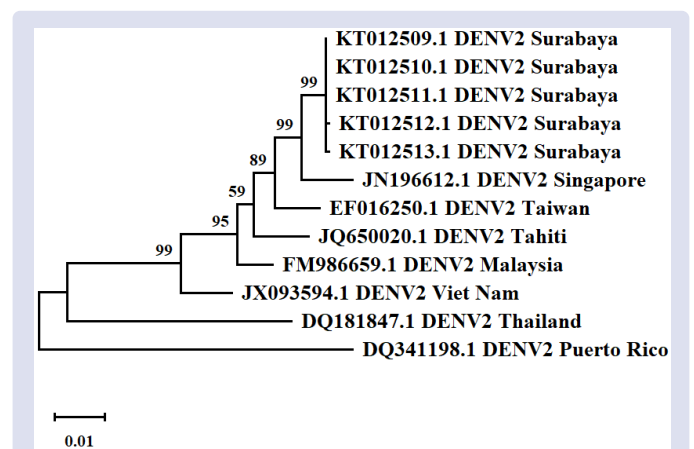 KT012509.1 DENV2 Surabaya
KT012510.1 DENV2 Surabaya
99 KT012511.1 DENV2 Surabaya
99 KT012512.1 DENV2 Surabaya
KT012513.1 DENV2 Surabaya
89
JN196612.1 DENV2 Singapore
59
EF016250.1 DENV2 Taiwan
95
JQ650020.1 DENV2 Tahiti
99
FM986659.1 DENV2 Malaysia
JX093594.1 DENV2 Viet Nam
DQ181847.1 DENV2 Thailand
DQ341198.1 DENV2 Puerto Rico
0.01